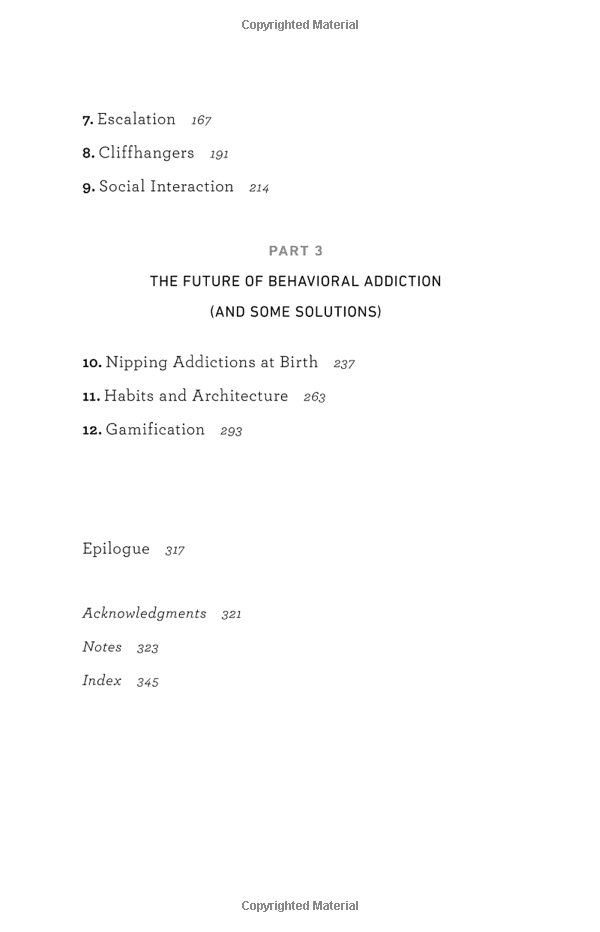 Copyrighted Material
7. Escalation 167
8. Cliffhangers 191
9. Social Interaction 214
PART 3
THE FUTURE OF BEHAVIORAL ADDICTION
(AND SOME SOLUTIONS)
10. Nipping Addictions at Birth 237
11. Habits and Architecture 263
12. Gamification 293
Epilogue 317
Acknowledgments 321
Notes 323
Index 345
Copyrighted Material